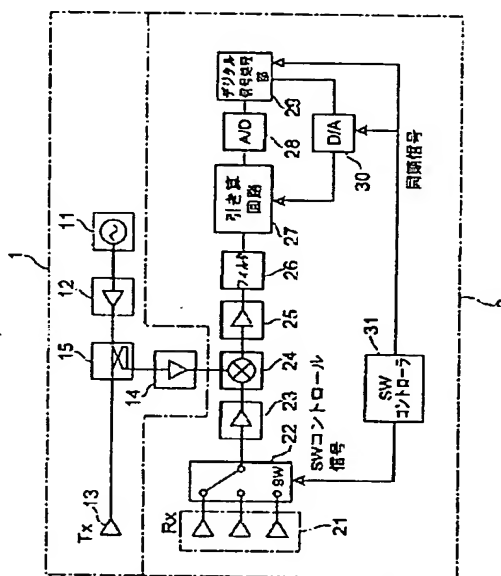 1
Tx
13
15
12
11
14
Rx
21
22
SW
23
24
25
フィルタ
26
引き算
回路
27
A/D
28
デジタル
信号処理
部
29
D/A
30
SWコントロール
信号
同期信号
31
SW
コントローラ